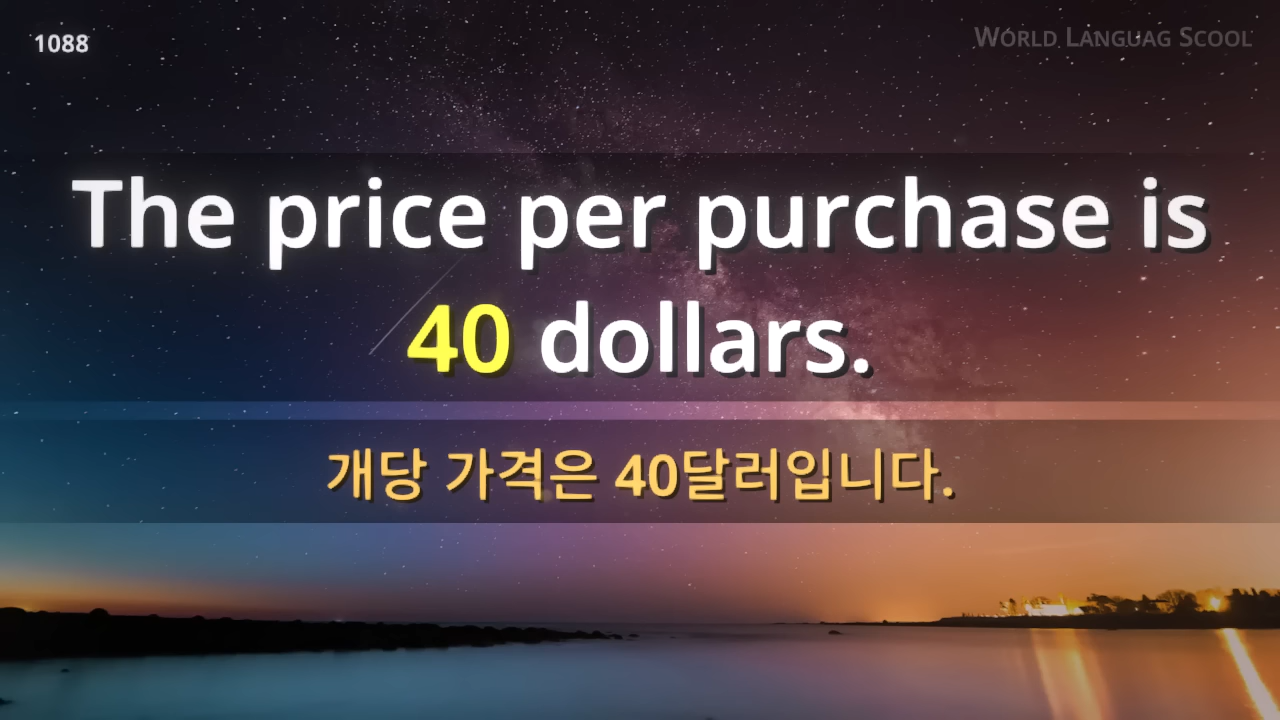 1088
World Languag Scool
The price per purchase is
40 dollars.
개당 가격은 40달러입니다.